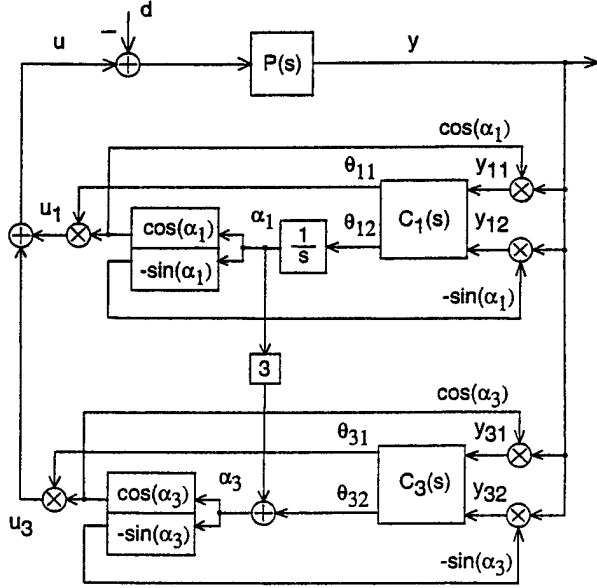 d
u
−
P(s)
y
cos(α1)
θ11
y11
u1
cos(α1)
α1
1/s
θ12
C1(s)
y12
-sin(α1)
-sin(α1)
3
cos(α3)
θ31
y31
cos(α3)
α3
θ32
C3(s)
y32
u3
-sin(α3)
-sin(α3)